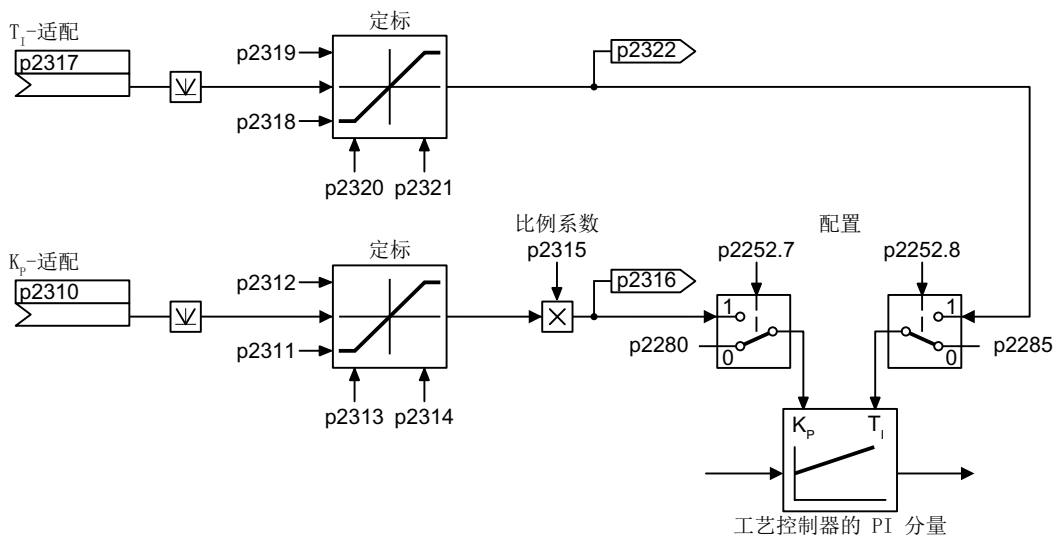 T_I-适配
定标
p2317
p2319
p2318
p2320
p2321
p2322
K_P-适配
定标
比例系数
配置
p2310
p2312
p2311
p2313
p2314
p2315
p2316
p2252.7
p2252.8
1
0
p2280
1
0
p2285
K_P
T_I
工艺控制器的 PI 分量